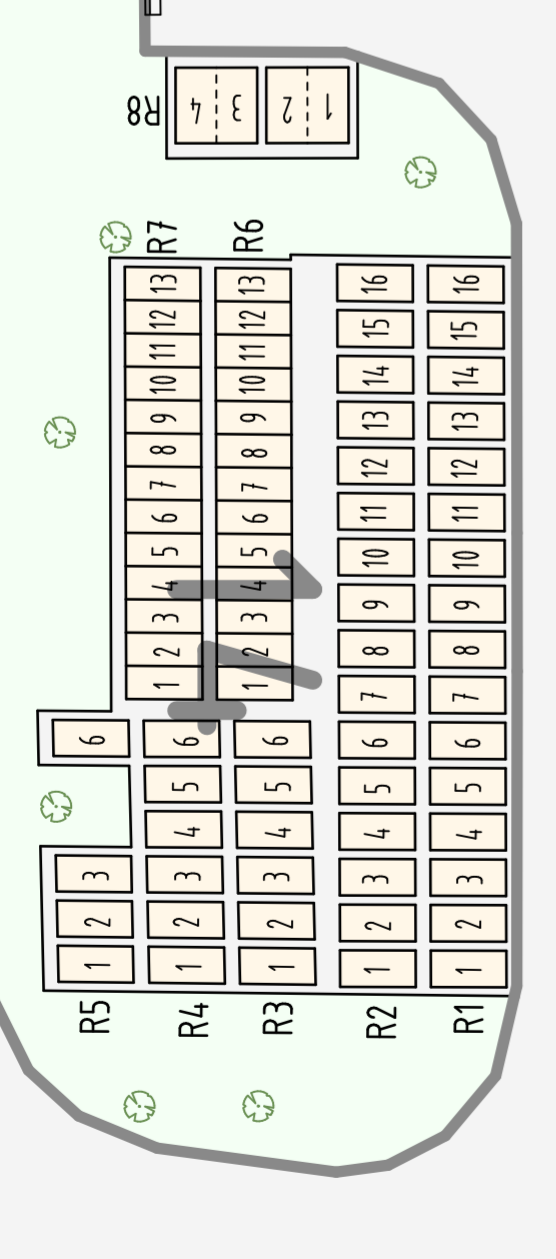 R8
4 3 2 1
R7 R6
13 13 16 16
12 12 15 15
11 11 14 14
10 10 13 13
9 9 12 12
8 8 11 11
7 7 10 10
6 6 9 9
5 5 8 8
4 4 7 7
3 3 6 6
2 2 5 5
1 1 4 4
6 6 6 3 3
5 5 2 2
4 4 1 1
3 3 3
2 2 2
1 1 1
R5 R4 R3 R2 R1
41